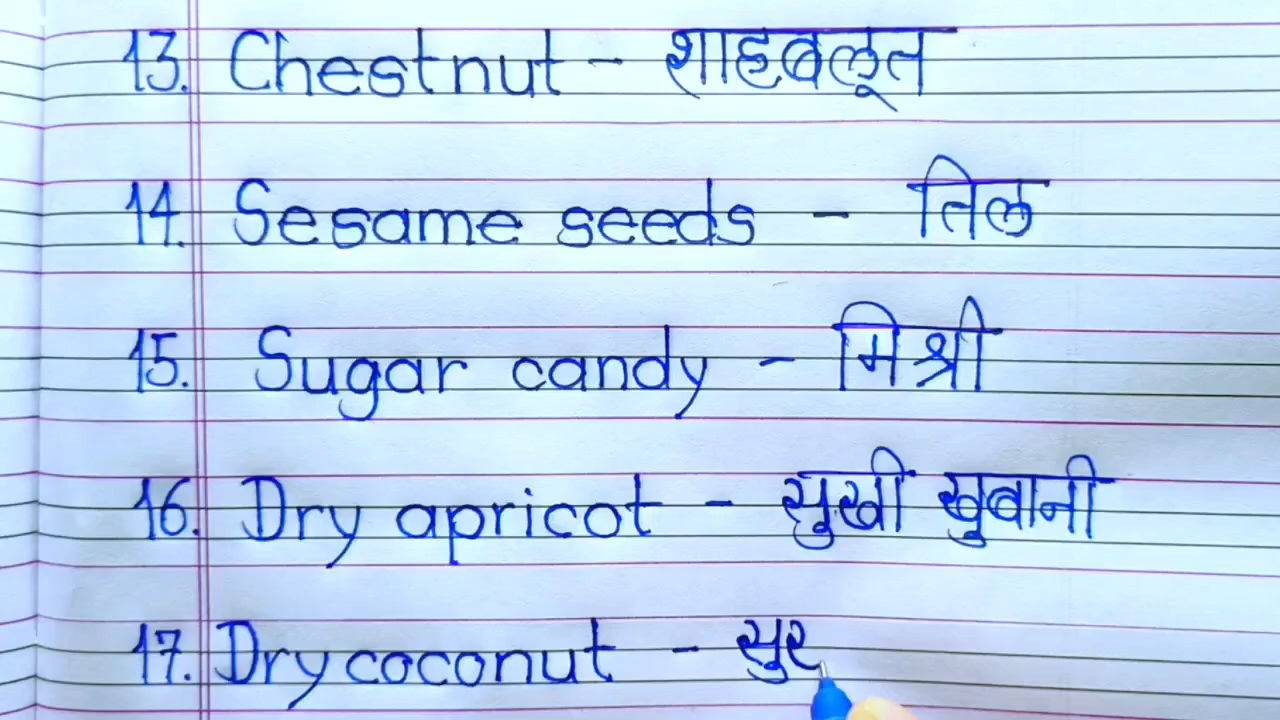 13. Chestnut - शाहबलूत
14. Sesame seeds - तिल
15. Sugar candy - मिश्री
16. Dry apricot - सुखी खुबानी
17. Dry coconut -